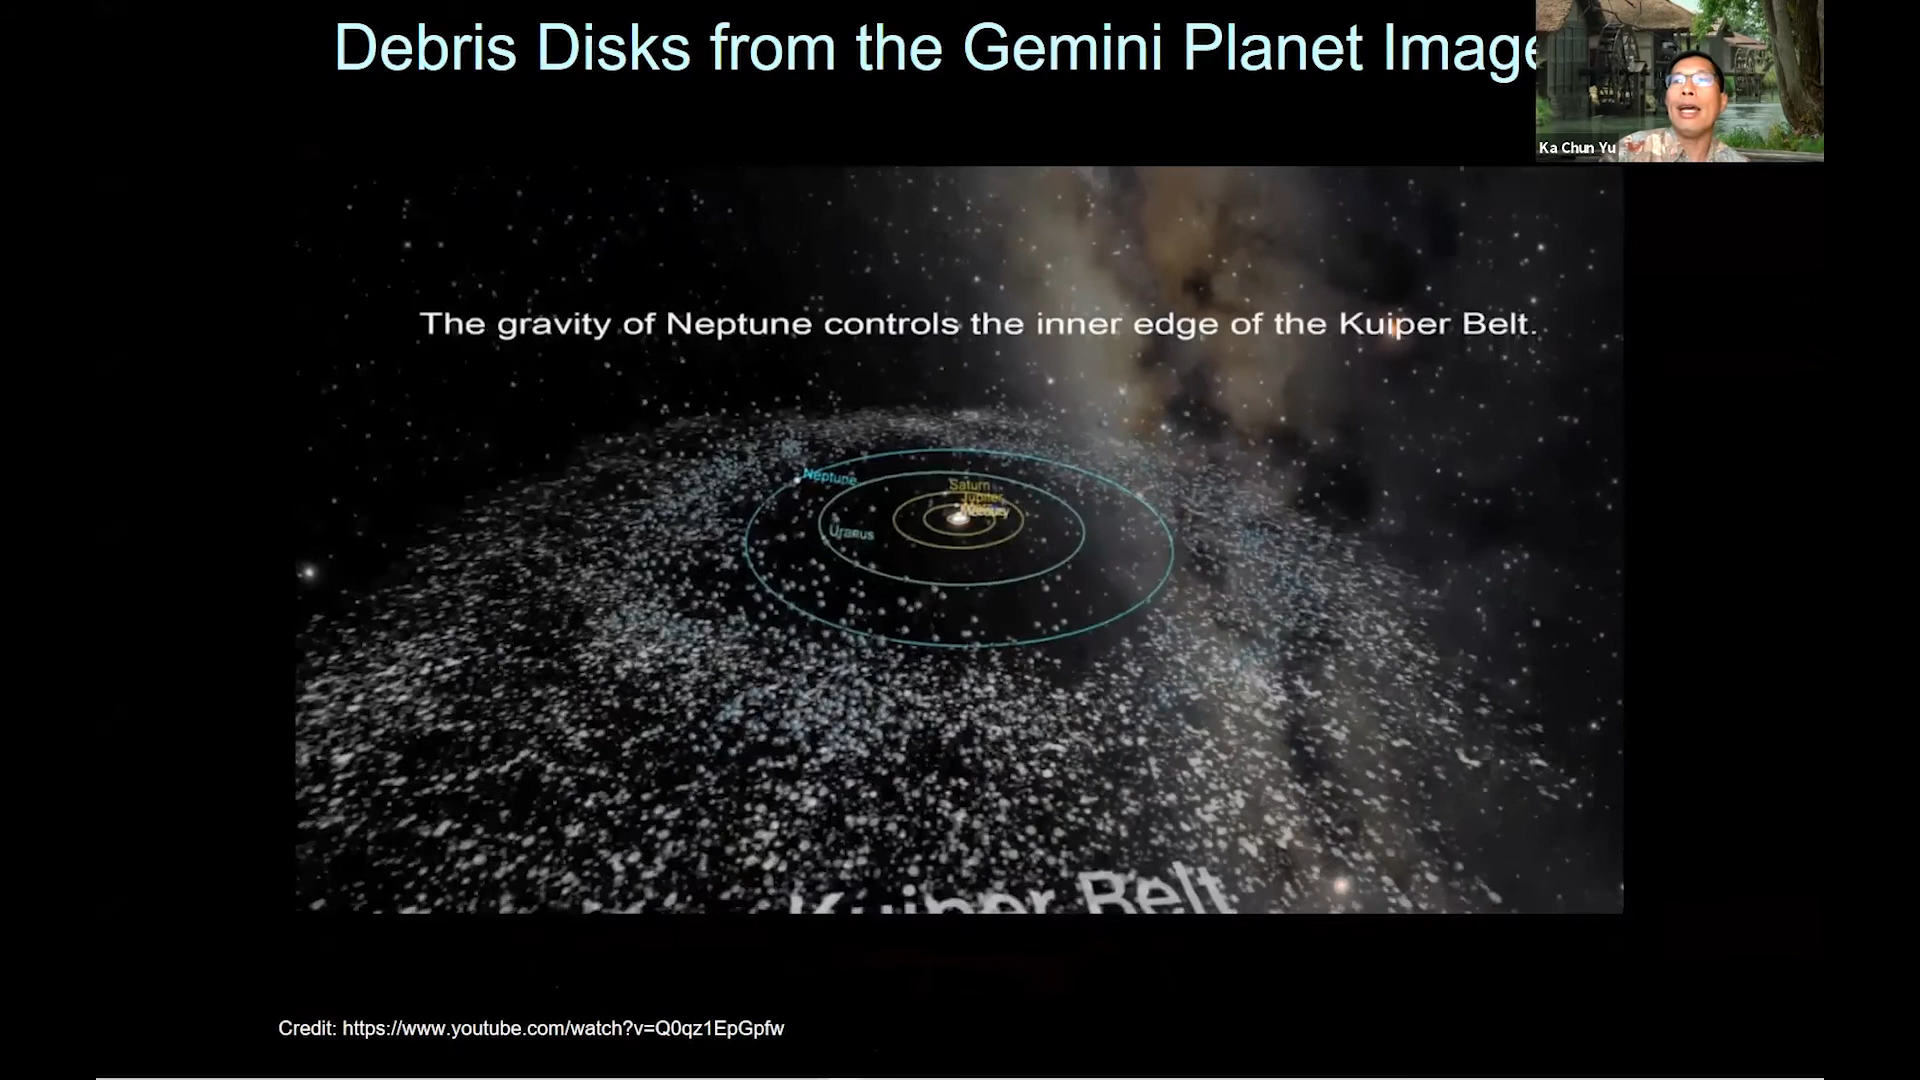 Debris Disks from the Gemini Planet Image
Ka Chun Yu
The gravity of Neptune controls the inner edge of the Kuiper Belt.
Neptune
Saturn
Jupiter
Uranus
Kuiper Belt
Credit: https://www.youtube.com/watch?v=Q0qz1EpGpfw